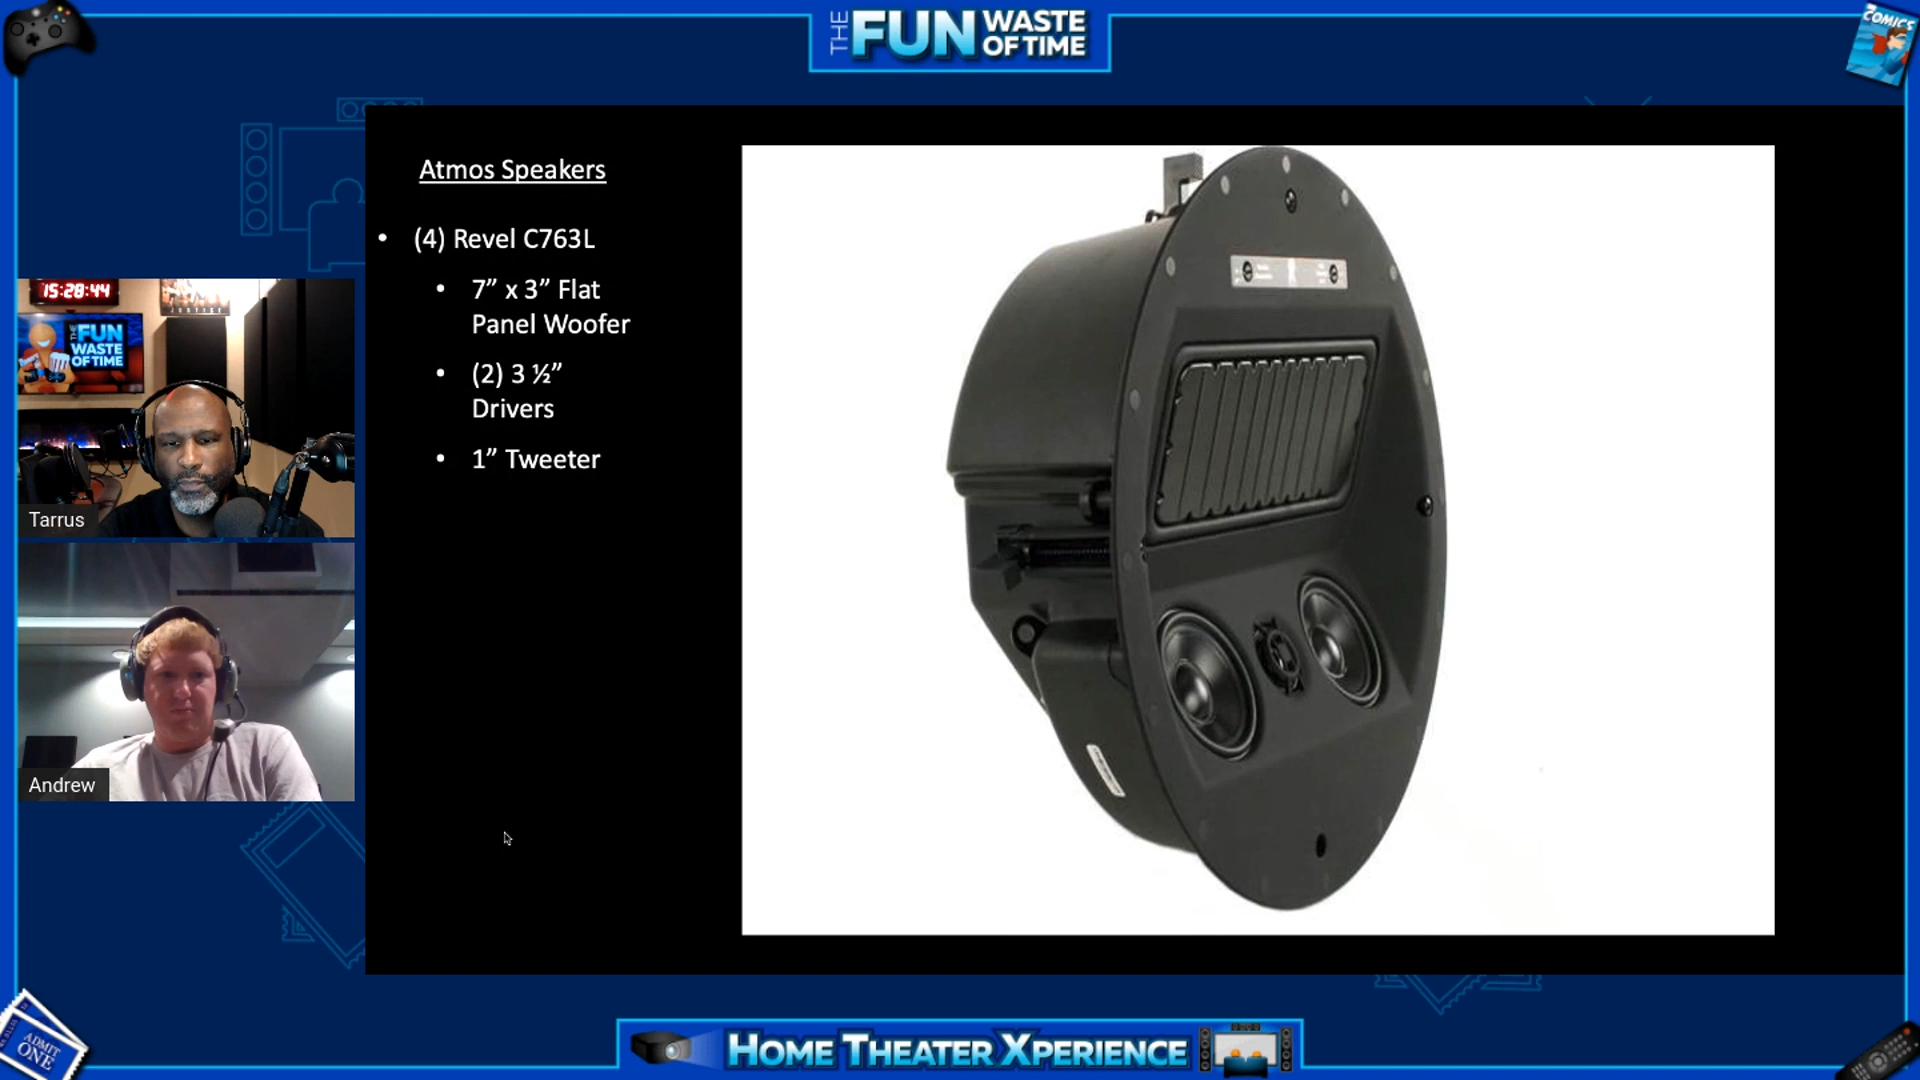 THE FUN WASTE OF TIME
COMICS
Atmos Speakers
• (4) Revel C763L
• 7” x 3” Flat
Panel Woofer
• (2) 3 ½”
Drivers
• 1” Tweeter
15:28:44
THE FUN WASTE OF TIME
Tarrus
Andrew
ADMIT
ONE
HOME THEATER XPERIENCE